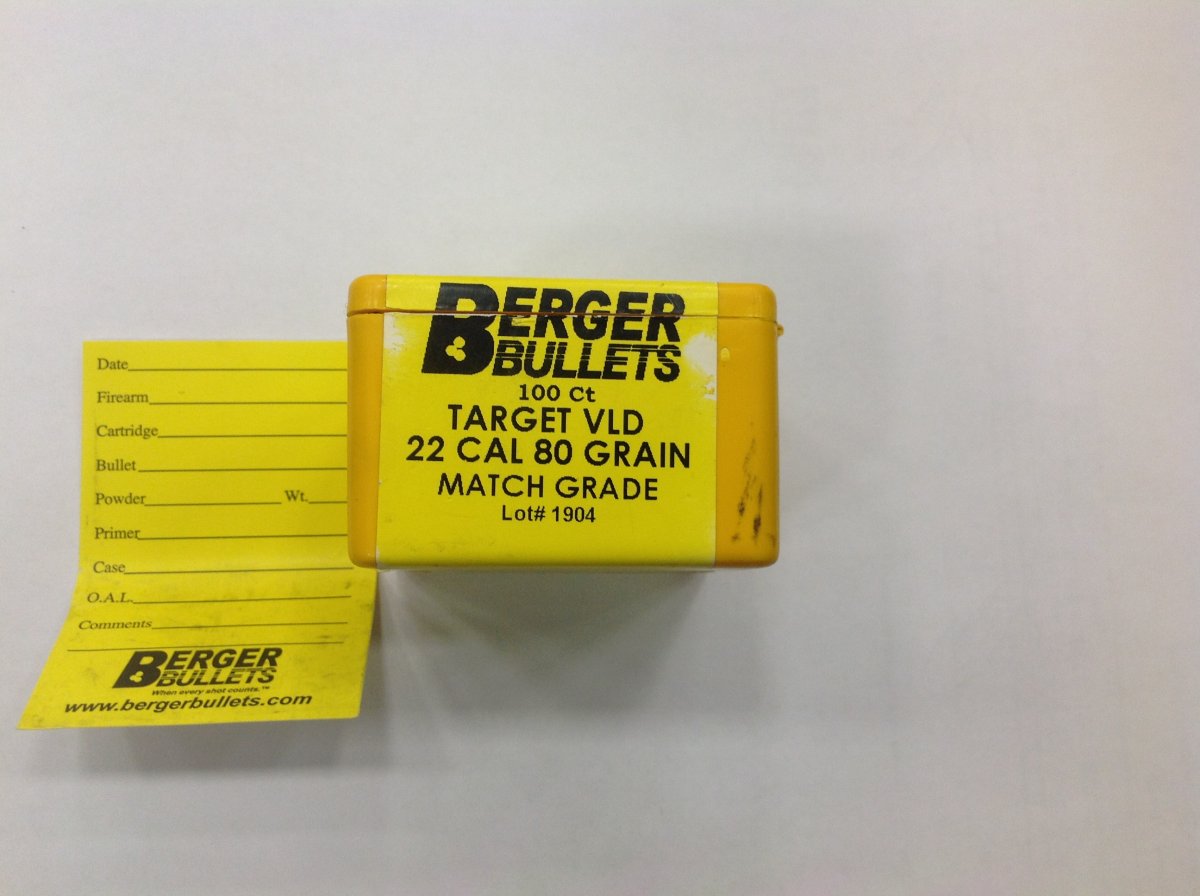 BERGER
BULLETS
100 Ct
TARGET VLD
22 CAL 80 GRAIN
MATCH GRADE
Lot# 1904
Date
Firearm
Cartridge
Bullet
Powder Wt.
Primer
Case
O.A.L.
Comments
BERGER
BULLETS
When every shot counts.™
www.bergerbullets.com